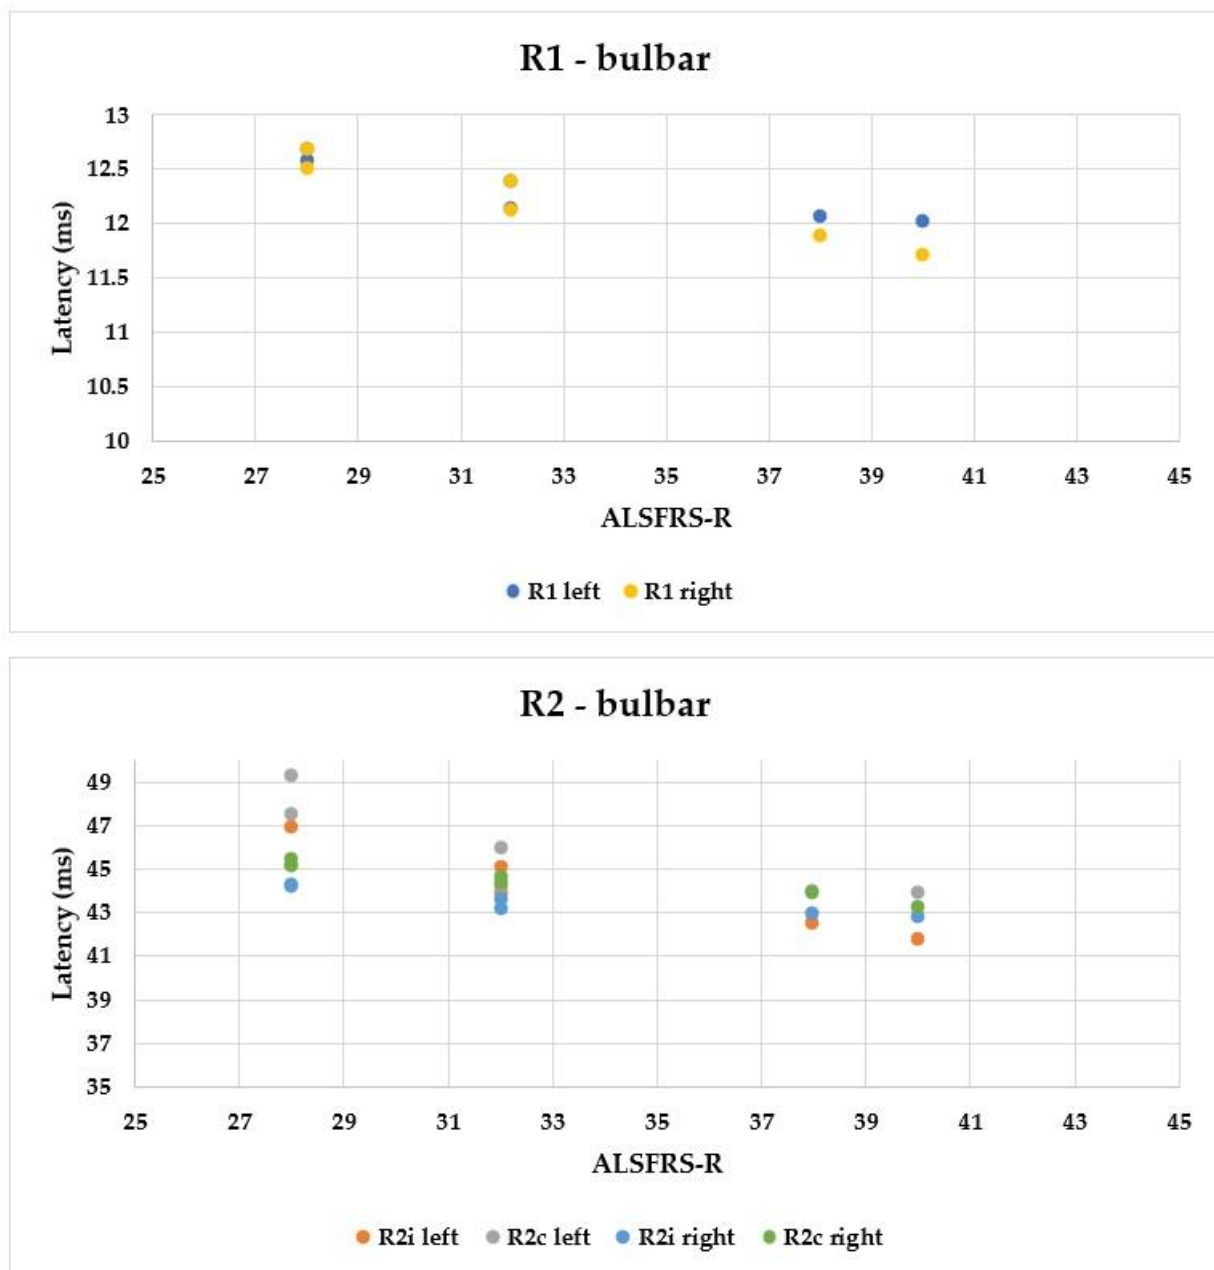 R1 - bulbar
13
12.5
12
11.5
11
10.5
10
Latency (ms)
25 27 29 31 33 35 37 39 41 43 45
ALSFRS-R
R1 left R1 right
R2 - bulbar
49
47
45
43
41
39
37
35
Latency (ms)
25 27 29 31 33 35 37 39 41 43 45
ALSFRS-R
R2i left R2c left R2i right R2c right